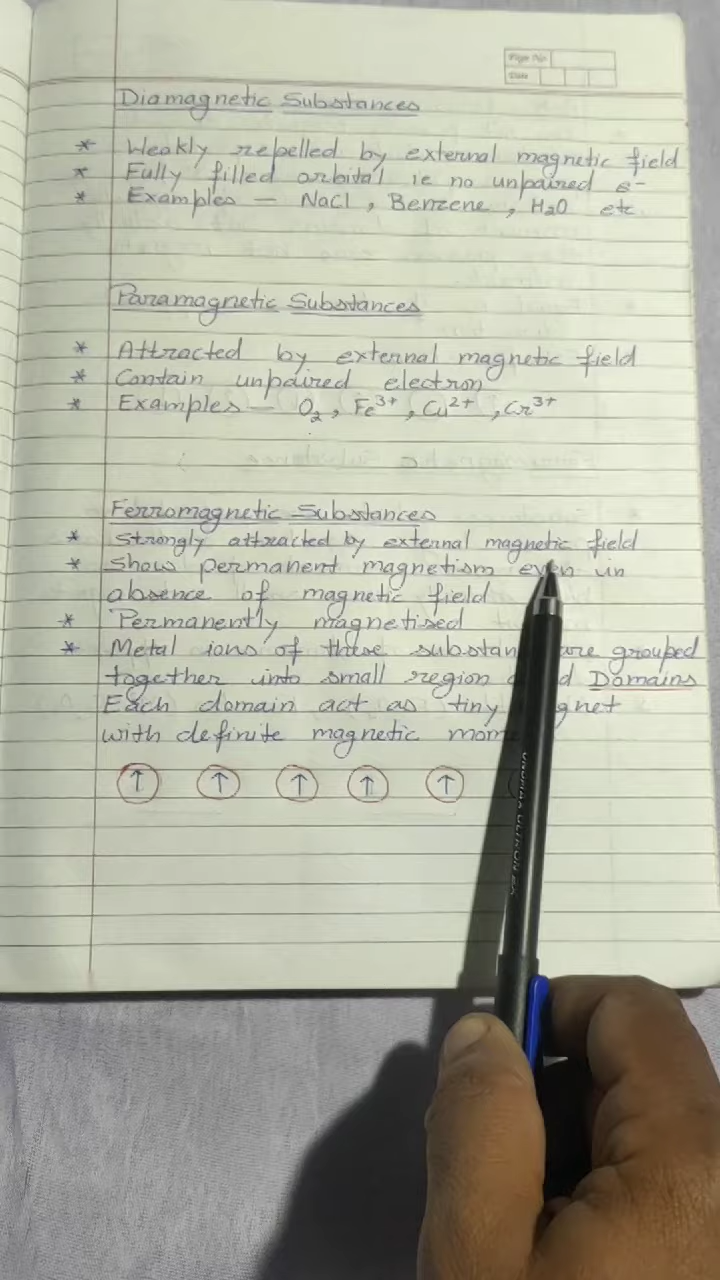 Page No.
Date
Diamagnetic Substances
* Weakly repelled by external magnetic field
* Fully filled orbital ie no unpaired e-
* Examples – NaCl, Benzene, H2O etc
Paramagnetic Substances
* Attracted by external magnetic field
* Contain unpaired electron
* Examples – O2, Fe3+, Cu2+, Cr3+
Ferromagnetic Substances
* Strongly attracted by external magnetic field
* Show permanent magnetism even in
absence of magnetic field
* Permanently magnetised
* Metal ions of these substan are grouped
together into small region d Domains
Each domain act as tiny gnet
with definite magnetic mom
↑ ↑ ↑ ↑ ↑